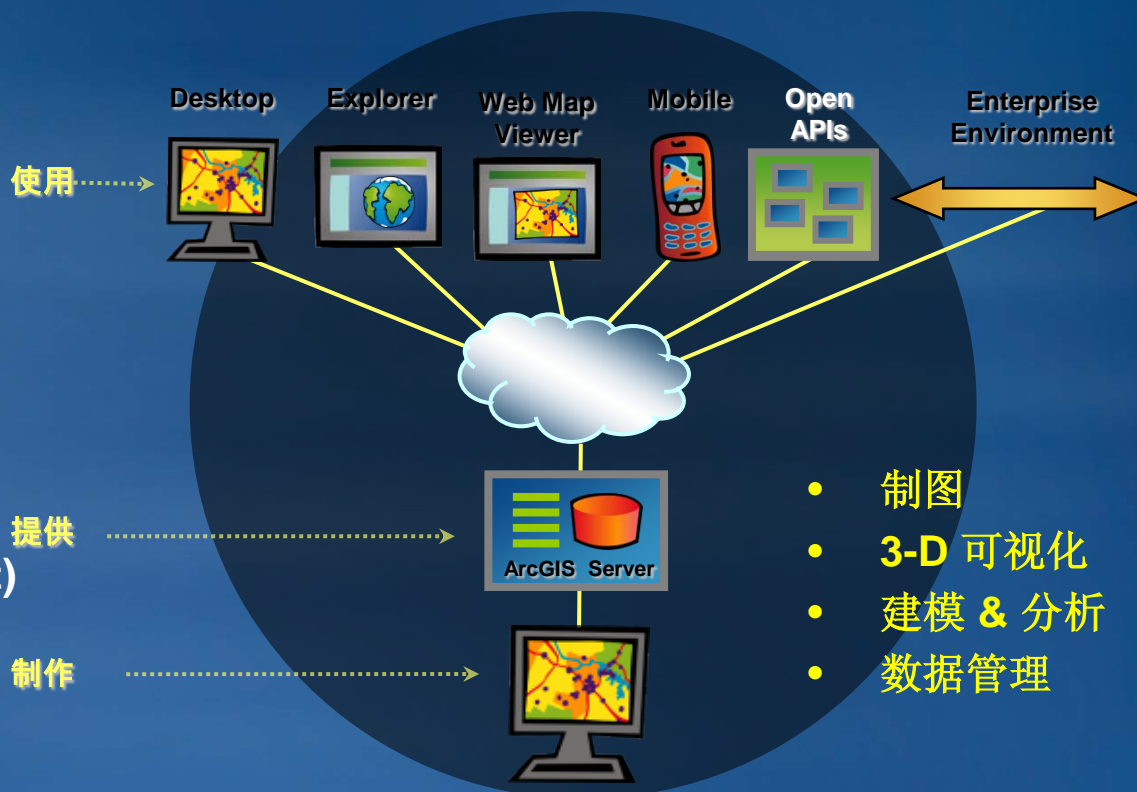 Desktop
Explorer
Web Map
Viewer
Mobile
Open
APIs
Enterprise
Environment
使用
提供
)
ArcGIS Server
制作
• 制图
• 3-D 可视化
• 建模 & 分析
• 数据管理